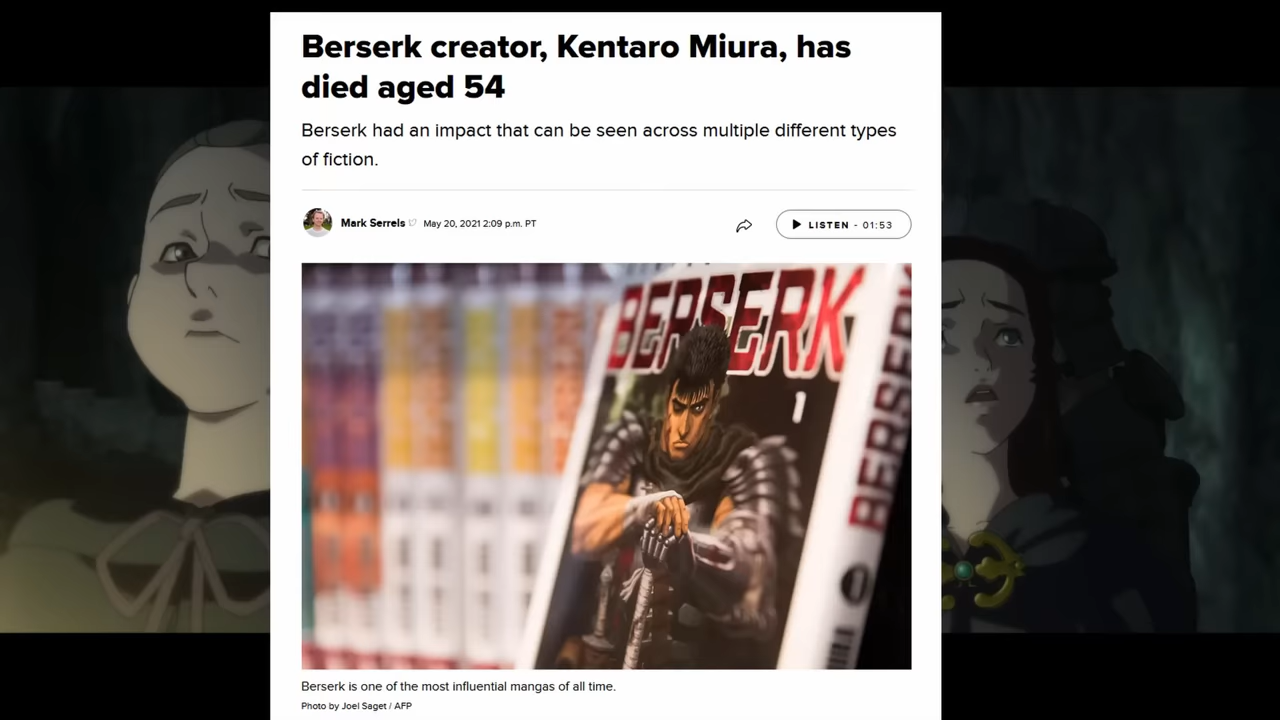 Berserk creator, Kentaro Miura, has
died aged 54
Berserk had an impact that can be seen across multiple different types
of fiction.
Mark Serrels May 20, 2021 2:09 p.m. PT
LISTEN - 01:53
BERSERK
1
BERSERK
Berserk is one of the most influential mangas of all time.
Photo by Joel Saget / AFP